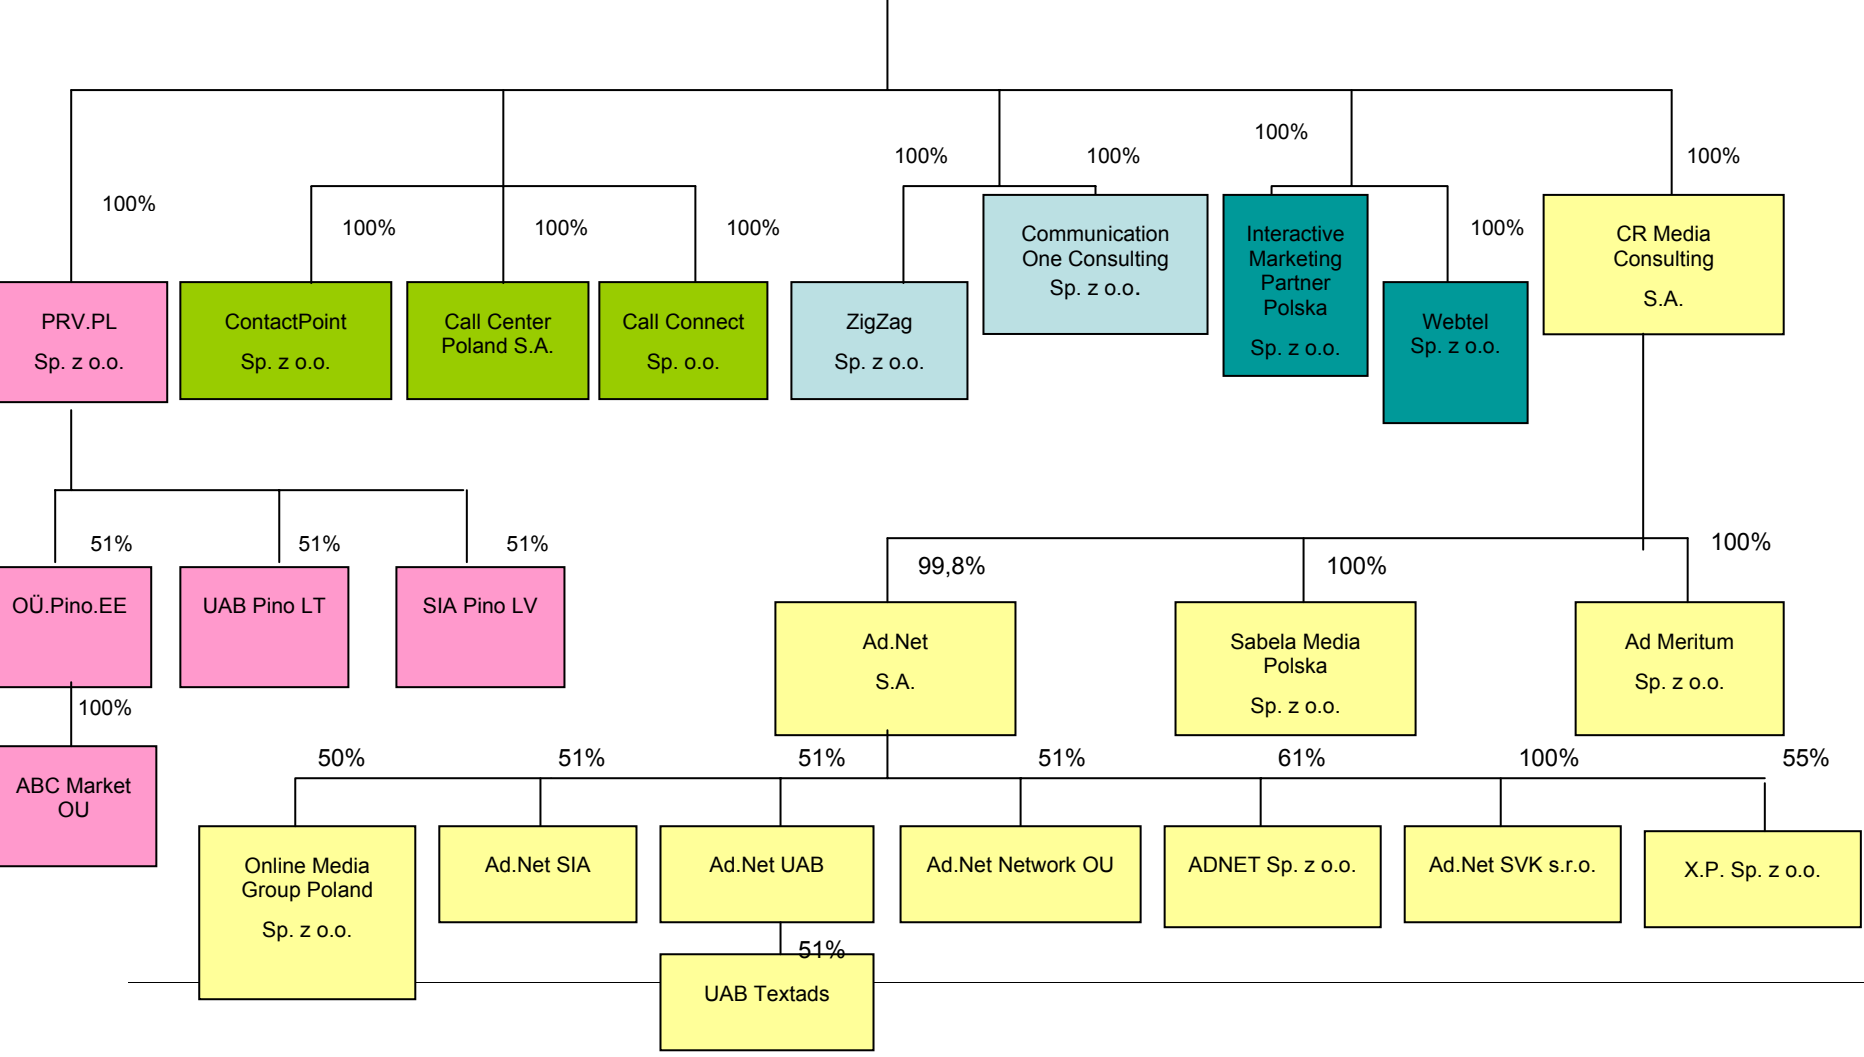 100%
100%
100%
100%
100%
100%
100%
100%
100%
Communication
One Consulting
Sp. z o.o.
Interactive
Marketing
Partner
Polska
Sp. z o.o.
CR Media
Consulting
S.A.
PRV.PL
Sp. z o.o.
ContactPoint
Sp. z o.o.
Call Center
Poland S.A.
Call Connect
Sp. o.o.
ZigZag
Sp. z o.o.
Webtel
Sp. z o.o.
51%
51%
51%
99,8%
100%
100%
OÜ.Pino.EE
UAB Pino LT
SIA Pino LV
Ad.Net
S.A.
Sabela Media
Polska
Sp. z o.o.
Ad Meritum
Sp. z o.o.
100%
50%
51%
51%
51%
61%
100%
55%
ABC Market
OU
Online Media
Group Poland
Sp. z o.o.
Ad.Net SIA
Ad.Net UAB
Ad.Net Network OU
ADNET Sp. z o.o.
Ad.Net SVK s.r.o.
X.P. Sp. z o.o.
51%
UAB Textads